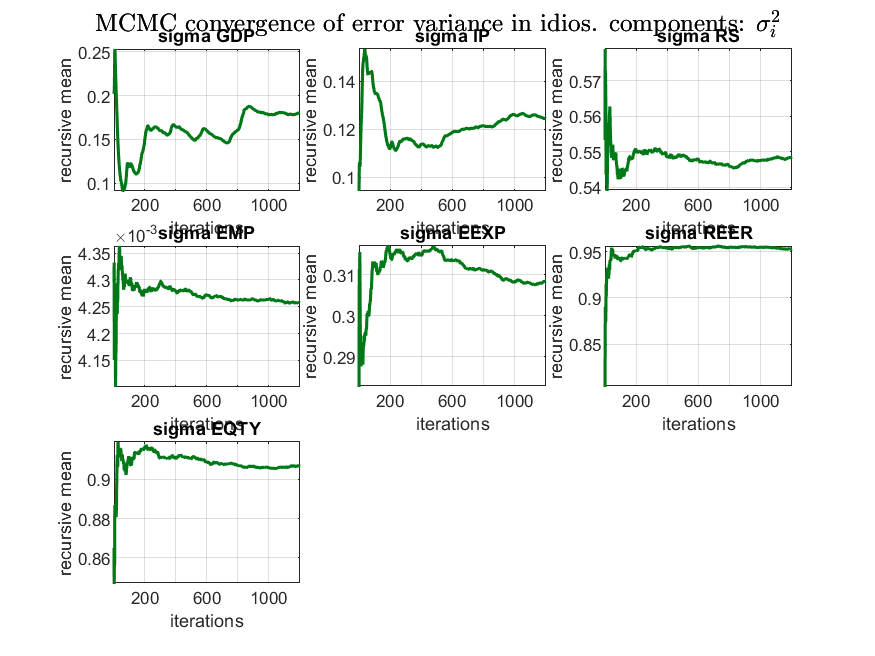 MCMC convergence of error variance in idios. components: σ_i^2
sigma GDP
recursive mean
0.25
0.2
0.15
0.1
200 600 1000
iterations
sigma IP
recursive mean
0.14
0.12
0.1
200 600 1000
iterations
sigma RS
recursive mean
0.57
0.56
0.55
0.54
200 600 1000
iterations
sigma EMP
×10^-3
recursive mean
4.35
4.3
4.25
4.2
4.15
200 600 1000
iterations
sigma EEXP
recursive mean
0.31
0.3
0.29
200 600 1000
iterations
sigma REER
recursive mean
0.95
0.9
0.85
200 600 1000
iterations
sigma EQTY
recursive mean
0.9
0.88
0.86
200 600 1000
iterations